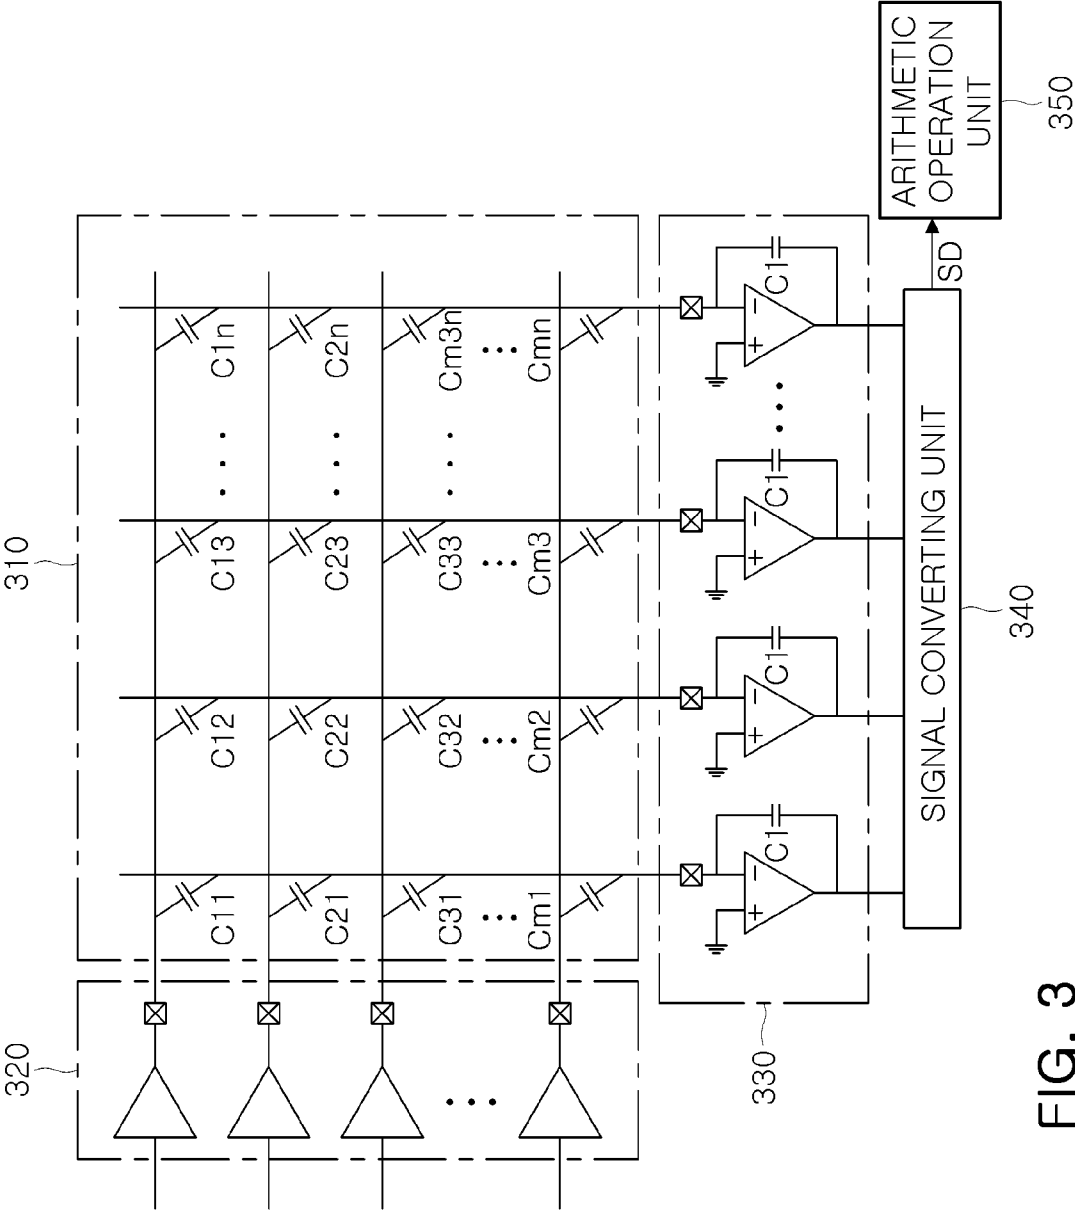 310
320
C11
C12
C13
C1n
C21
C22
C23
C2n
C31
C32
C33
Cm3n
Cm1
Cm2
Cm3
Cmn
C1
C1
C1
C1
- +
- +
- +
- +
330
SIGNAL CONVERTING UNIT
340
SD
ARITHMETIC
OPERATION
UNIT
350
FIG. 3